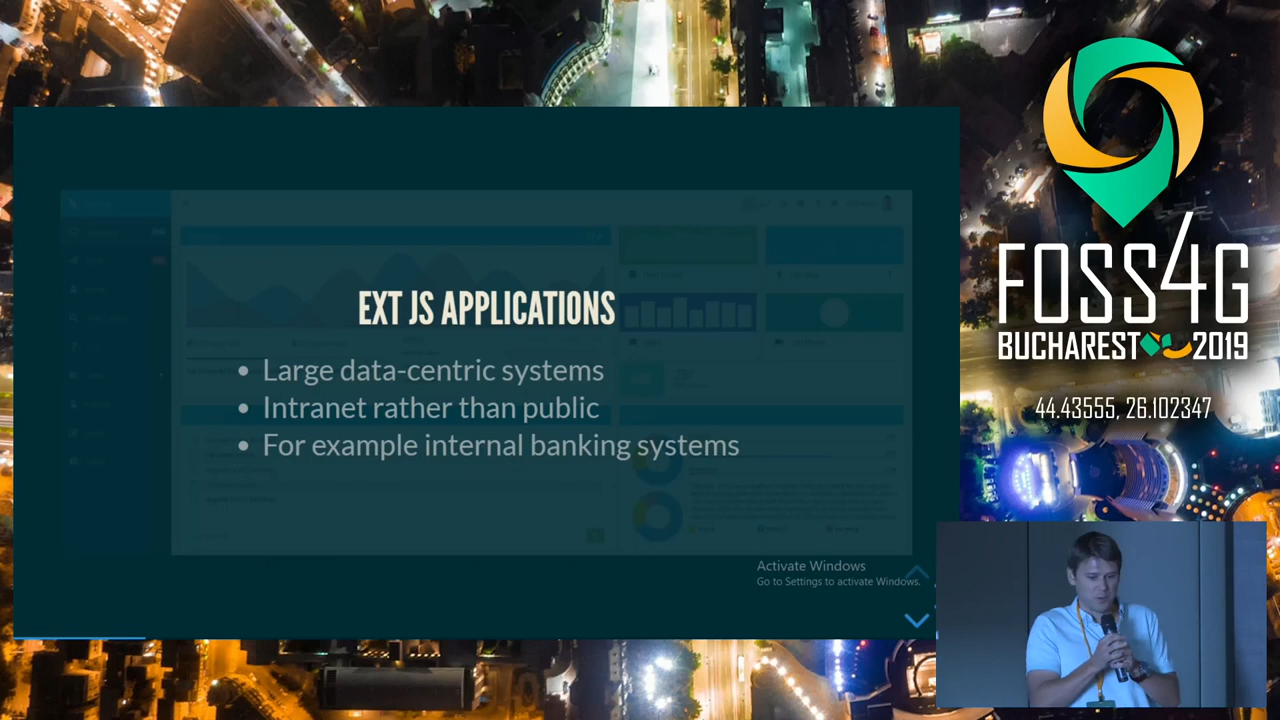 EXT JS APPLICATIONS
Large data-centric systems
Intranet rather than public
For example internal banking systems
Activate Windows
Go to Settings to activate Windows.
FOSS4G
BUCHAREST 2019
44.43555, 26.102347